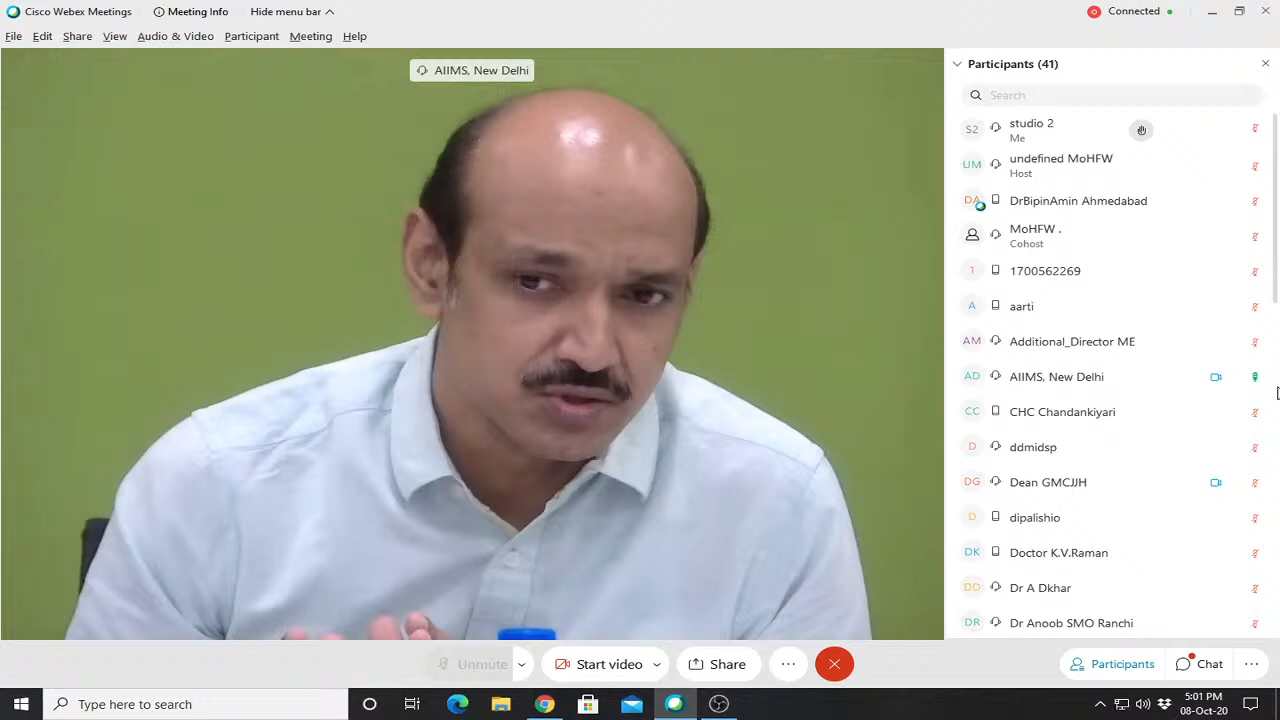 Cisco Webex Meetings
Meeting Info
Hide menu bar
Connected
File Edit Share View Audio & Video Participant Meeting Help
AIIMS, New Delhi
Participants (41)
Search
S2 studio 2
Me
UM undefined MoHFW
Host
DA DrBipinAmin Ahmedabad
MoHFW .
Cohost
1 1700562269
A aarti
AM Additional_Director ME
AD AIIMS, New Delhi
CC CHC Chandankiyari
D ddmidsp
DG Dean GMCJJH
D dipalishio
DK Doctor K.V.Raman
DD Dr A Dkhar
DR Dr Anoob SMO Ranchi
Unmute
Start video
Share
Participants
Chat
Type here to search
5:01 PM
08-Oct-20